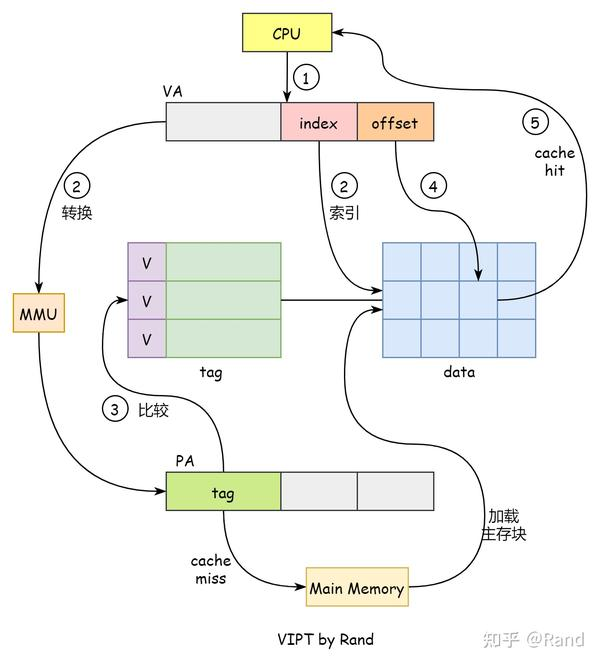 CPU
①
VA
index
offset
⑤
cache
hit
②
转换
②
索引
④
V
V
V
MMU
tag
data
③ 比较
PA
tag
加载
主存块
cache
miss
Main Memory
VIPT by Rand
知乎 @Rand